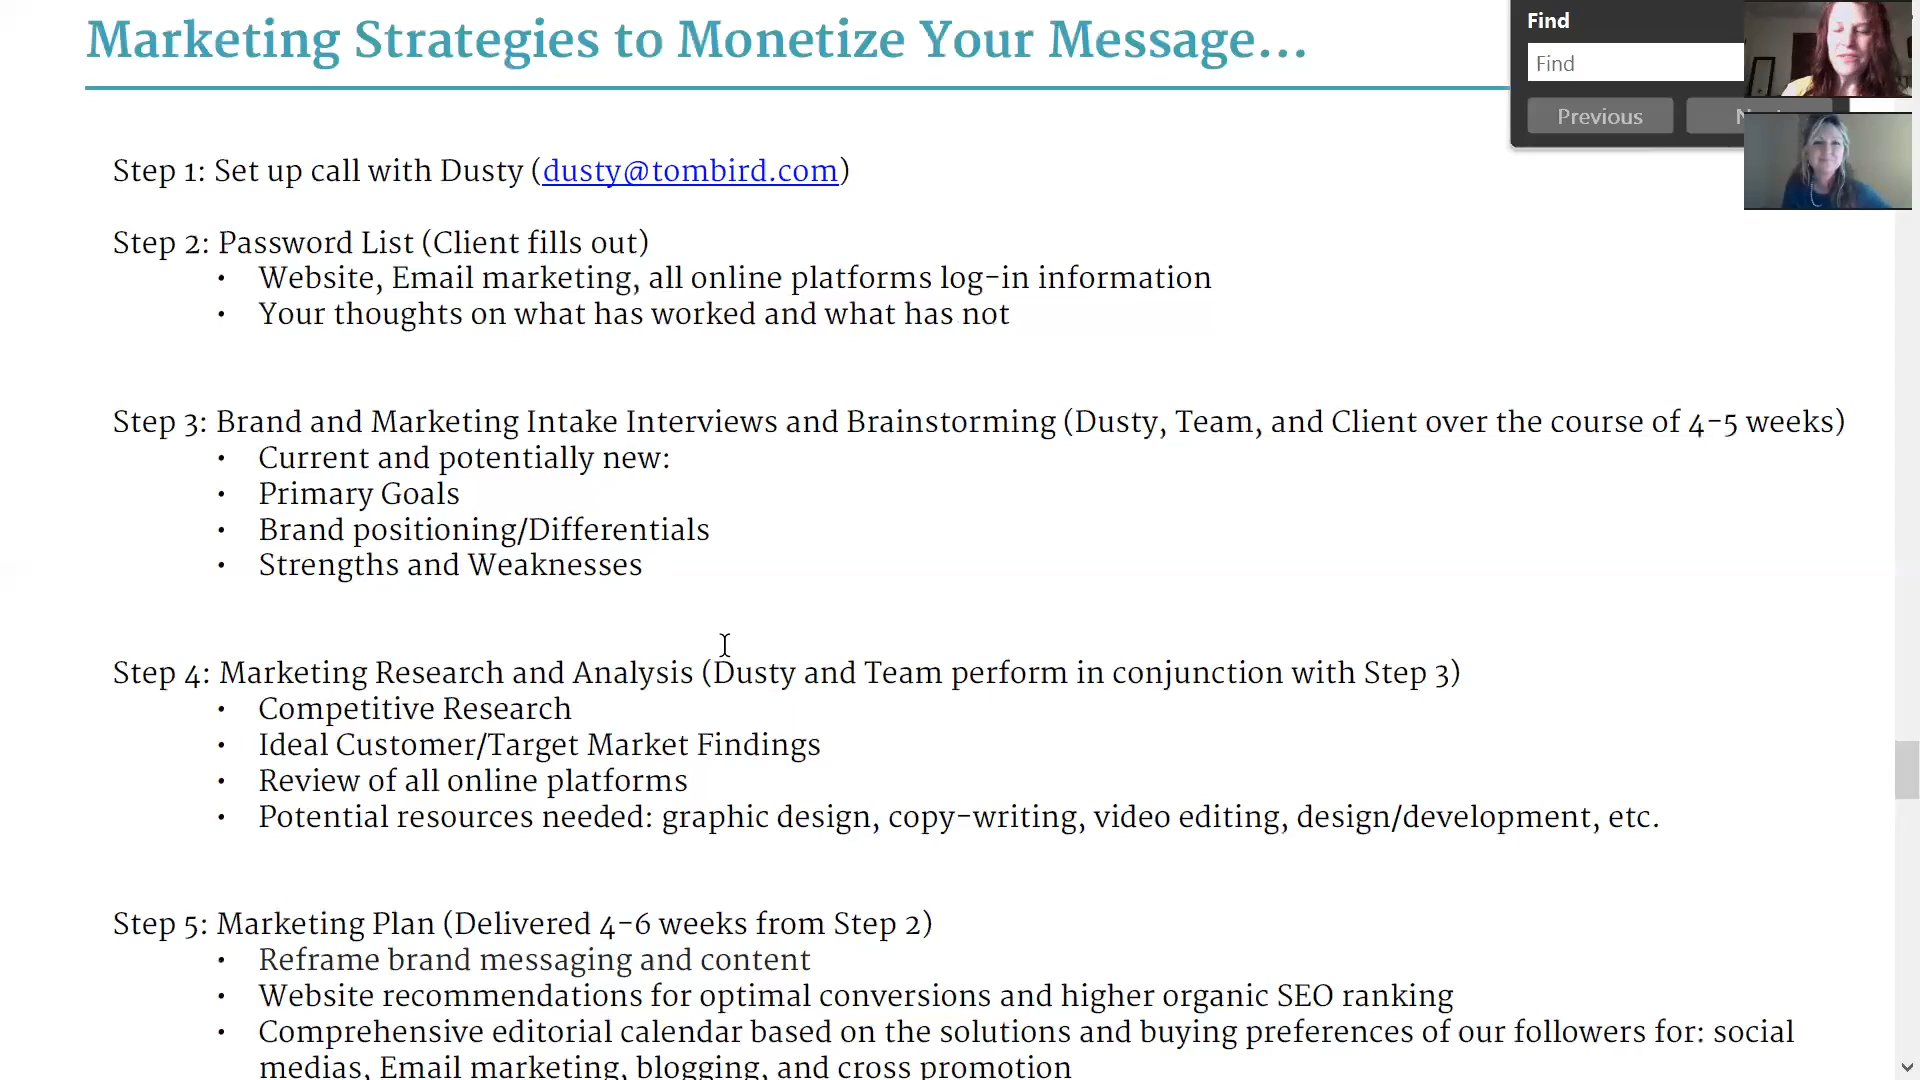 Marketing Strategies to Monetize Your Message...
Find
Find
Previous
Step 1: Set up call with Dusty (dusty@tombird.com)
Step 2: Password List (Client fills out)
• Website, Email marketing, all online platforms log-in information
• Your thoughts on what has worked and what has not
Step 3: Brand and Marketing Intake Interviews and Brainstorming (Dusty, Team, and Client over the course of 4-5 weeks)
• Current and potentially new:
• Primary Goals
• Brand positioning/Differentials
• Strengths and Weaknesses
Step 4: Marketing Research and Analysis (Dusty and Team perform in conjunction with Step 3)
• Competitive Research
• Ideal Customer/Target Market Findings
• Review of all online platforms
• Potential resources needed: graphic design, copy-writing, video editing, design/development, etc.
Step 5: Marketing Plan (Delivered 4-6 weeks from Step 2)
• Reframe brand messaging and content
• Website recommendations for optimal conversions and higher organic SEO ranking
• Comprehensive editorial calendar based on the solutions and buying preferences of our followers for: social
medias, Email marketing, blogging, and cross promotion